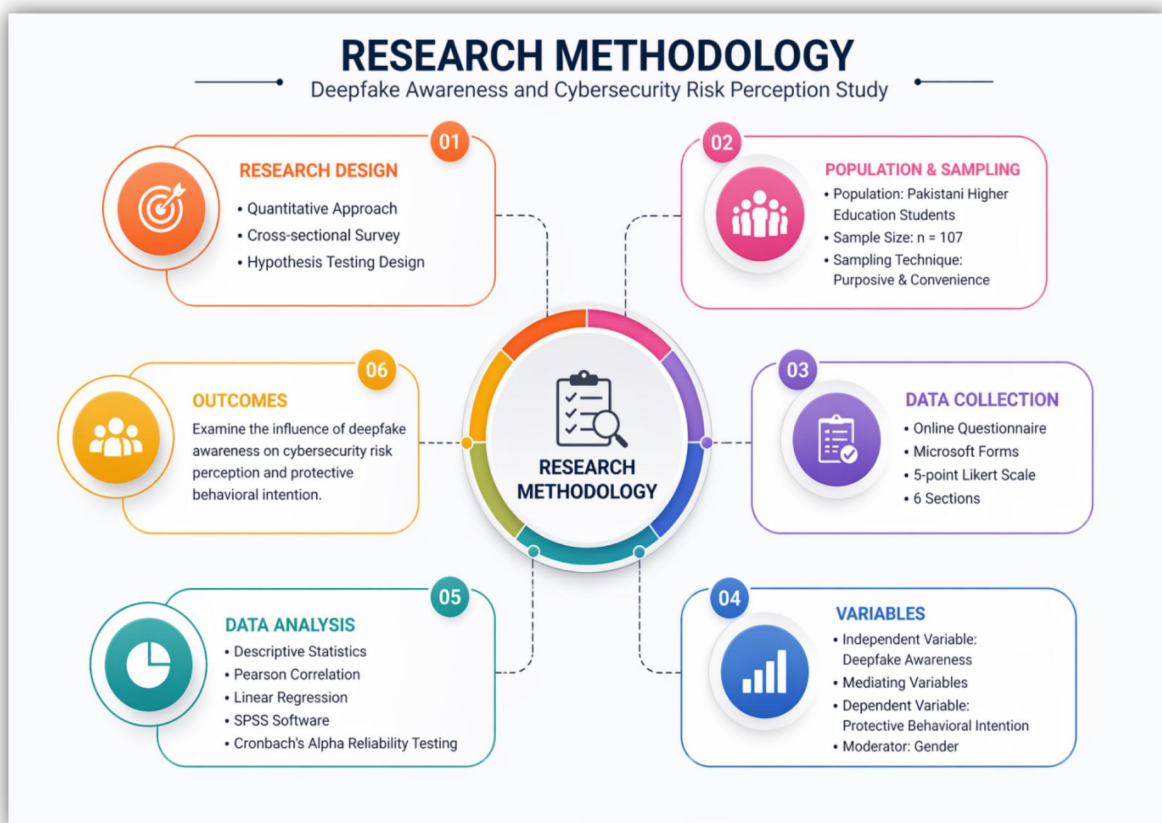 RESEARCH METHODOLOGY
Deepfake Awareness and Cybersecurity Risk Perception Study
01
RESEARCH DESIGN
• Quantitative Approach
• Cross-sectional Survey
• Hypothesis Testing Design
02
POPULATION & SAMPLING
• Population: Pakistani Higher
Education Students
• Sample Size: n = 107
• Sampling Technique:
Purposive & Convenience
03
DATA COLLECTION
• Online Questionnaire
• Microsoft Forms
• 5-point Likert Scale
• 6 Sections
04
VARIABLES
• Independent Variable:
Deepfake Awareness
• Mediating Variables
• Dependent Variable:
Protective Behavioral Intention
• Moderator: Gender
05
DATA ANALYSIS
• Descriptive Statistics
• Pearson Correlation
• Linear Regression
• SPSS Software
• Cronbach's Alpha Reliability Testing
06
OUTCOMES
Examine the influence of deepfake
awareness on cybersecurity risk
perception and protective
behavioral intention.
RESEARCH
METHODOLOGY